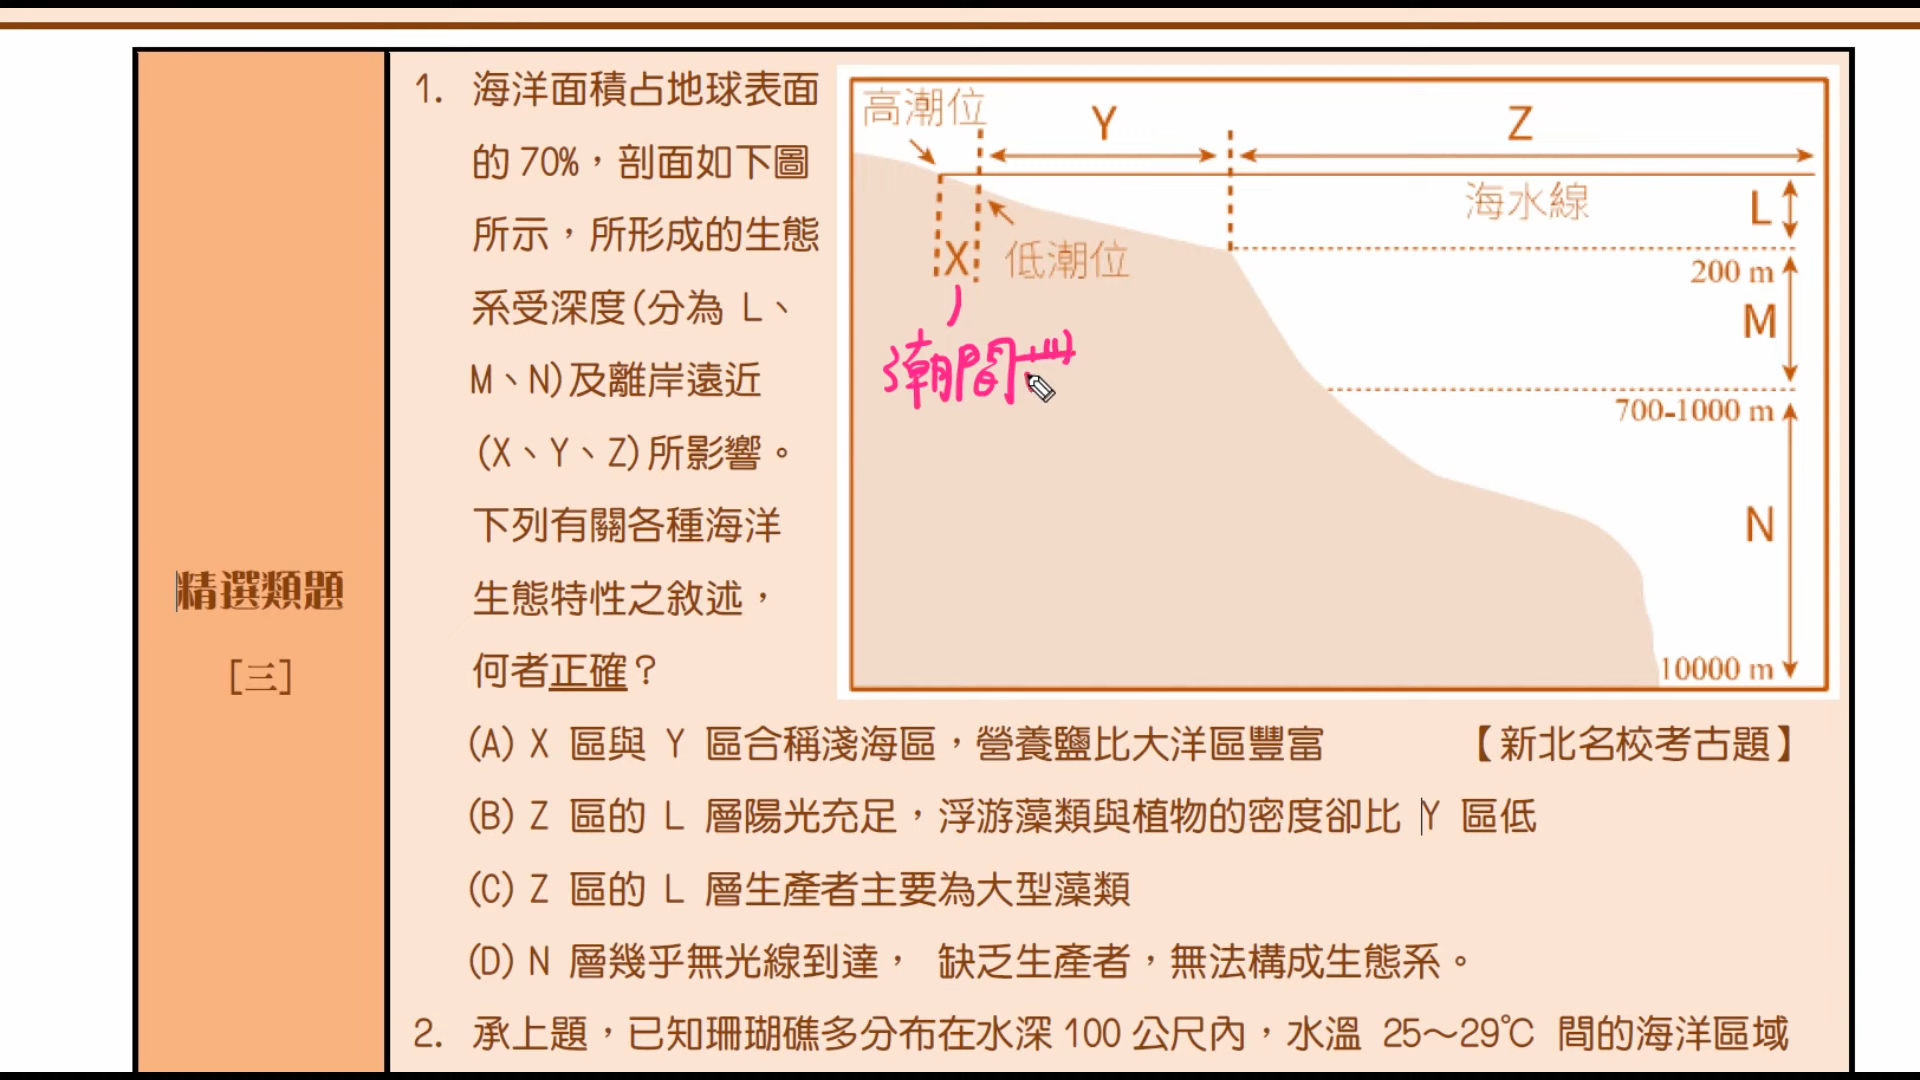 精選類題
[三]
1. 海洋面積占地球表面
的 70%，剖面如下圖
所示，所形成的生態
系受深度(分為 L、
M、N)及離岸遠近
(X、Y、Z)所影響。
下列有關各種海洋
生態特性之敘述，
何者正確？
高潮位
Y
Z
海水線
L
X
低潮位
200 m
M
潮間
700-1000 m
N
10000 m
(A) X 區與 Y 區合稱淺海區，營養鹽比大洋區豐富 【新北名校考古題】
(B) Z 區的 L 層陽光充足，浮游藻類與植物的密度卻比 Y 區低
(C) Z 區的 L 層生產者主要為大型藻類
(D) N 層幾乎無光線到達， 缺乏生產者，無法構成生態系。
2. 承上題，已知珊瑚礁多分布在水深 100 公尺內，水溫 25～29℃ 間的海洋區域